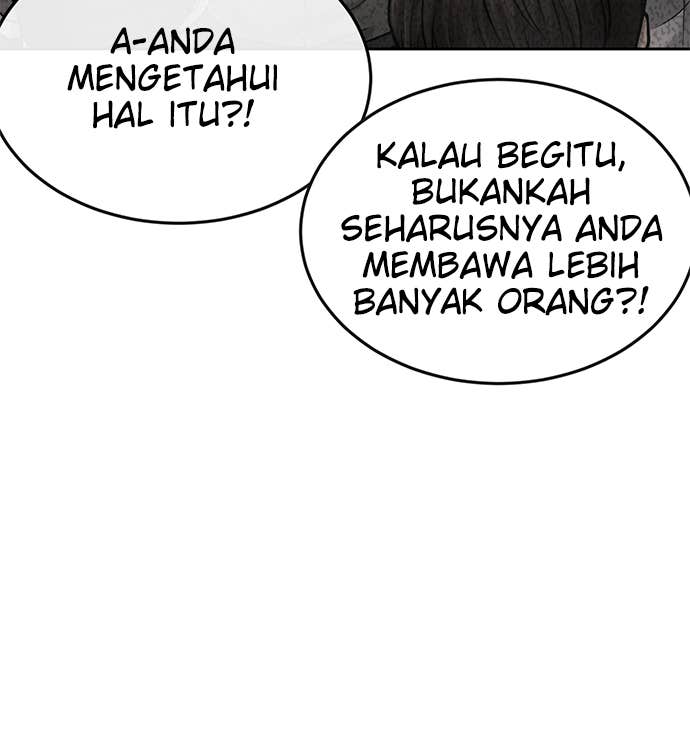 A-ANDA
MENGETAHUI
HAL ITU?!
KALAU BEGITU,
BUKANKAH
SEHARUSNYA ANDA
MEMBAWA LEBIH
BANYAK ORANG?!